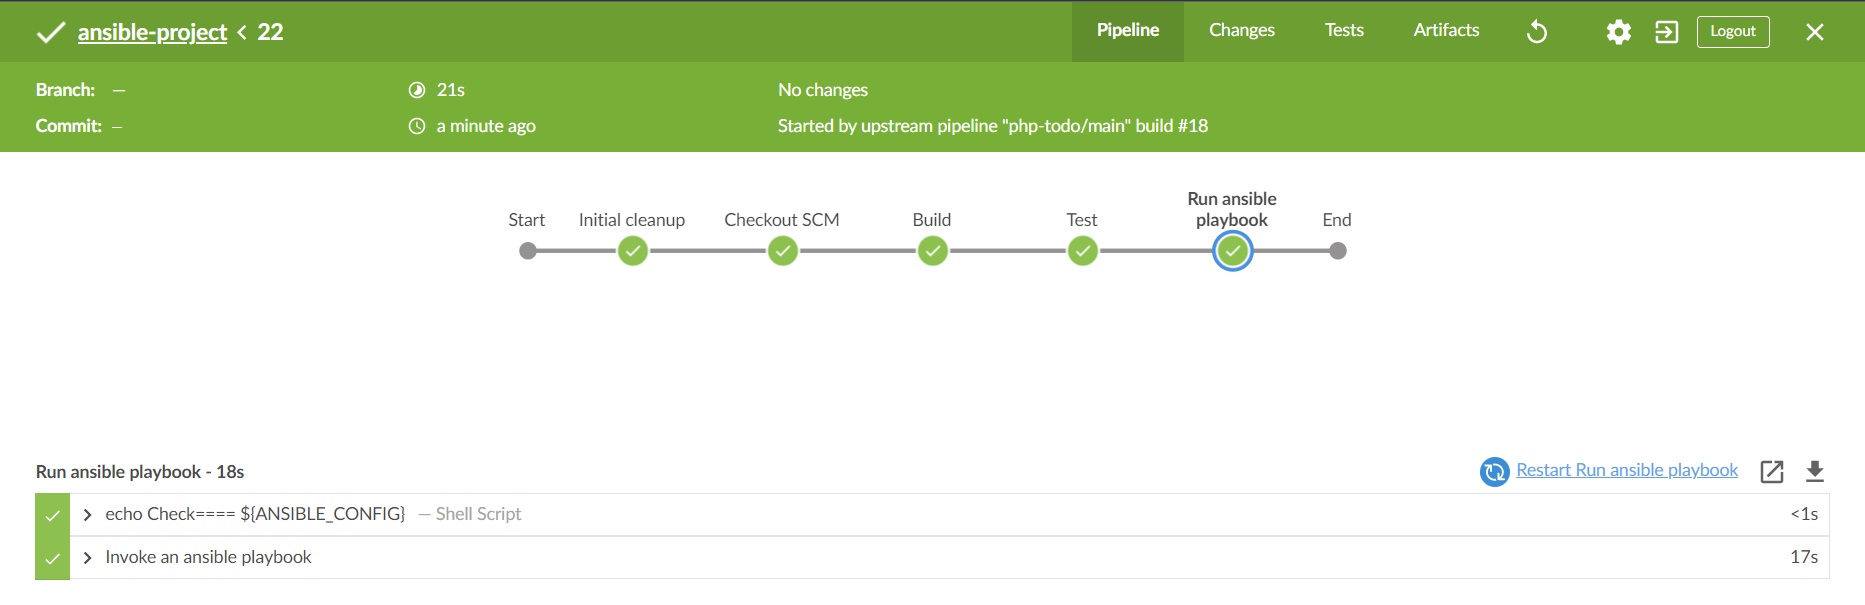 ansible-project < 22 Pipeline Changes Tests Artifacts Logout
Branch: — 21s No changes
Commit: — a minute ago Started by upstream pipeline "php-todo/main" build #18
Start Initial cleanup Checkout SCM Build Test Run ansible playbook End
Run ansible playbook - 18s Restart Run ansible playbook
echo Check==== ${ANSIBLE_CONFIG} — Shell Script <1s
Invoke an ansible playbook 17s